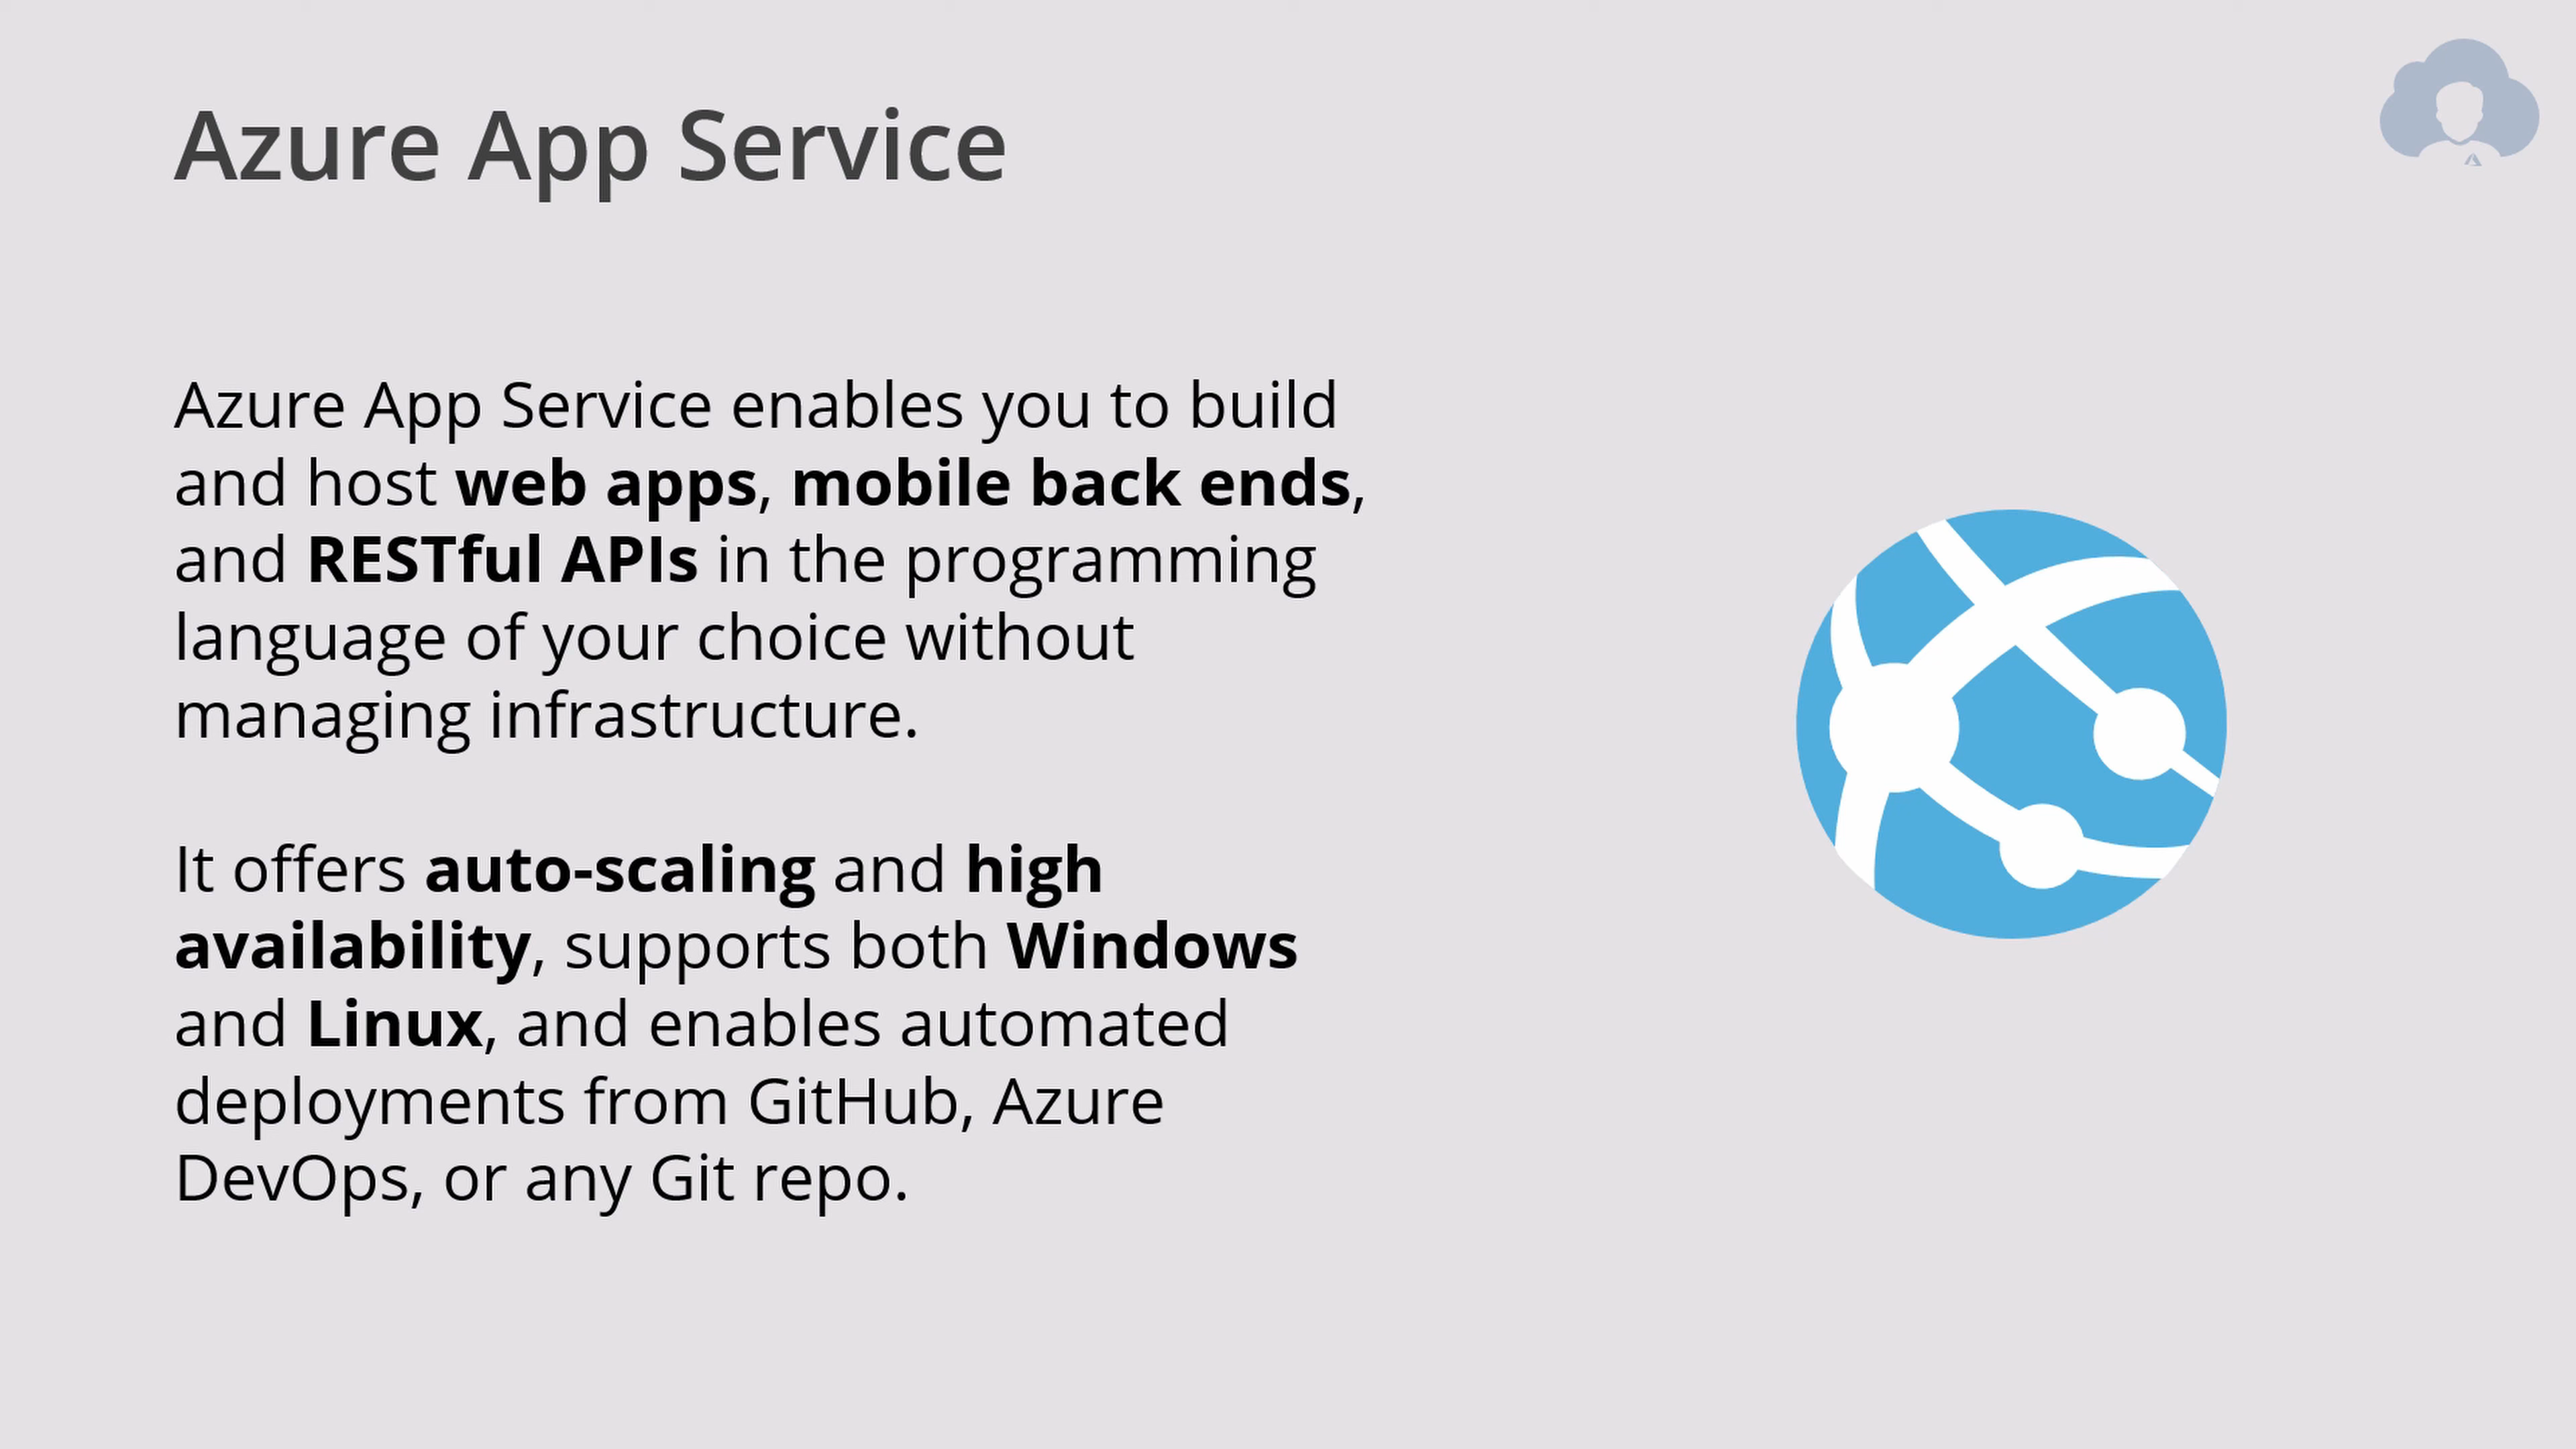 Azure App Service
Azure App Service enables you to build
and host web apps, mobile back ends,
and RESTful APIs in the programming
language of your choice without
managing infrastructure.
It offers auto-scaling and high
availability, supports both Windows
and Linux, and enables automated
deployments from GitHub, Azure
DevOps, or any Git repo.